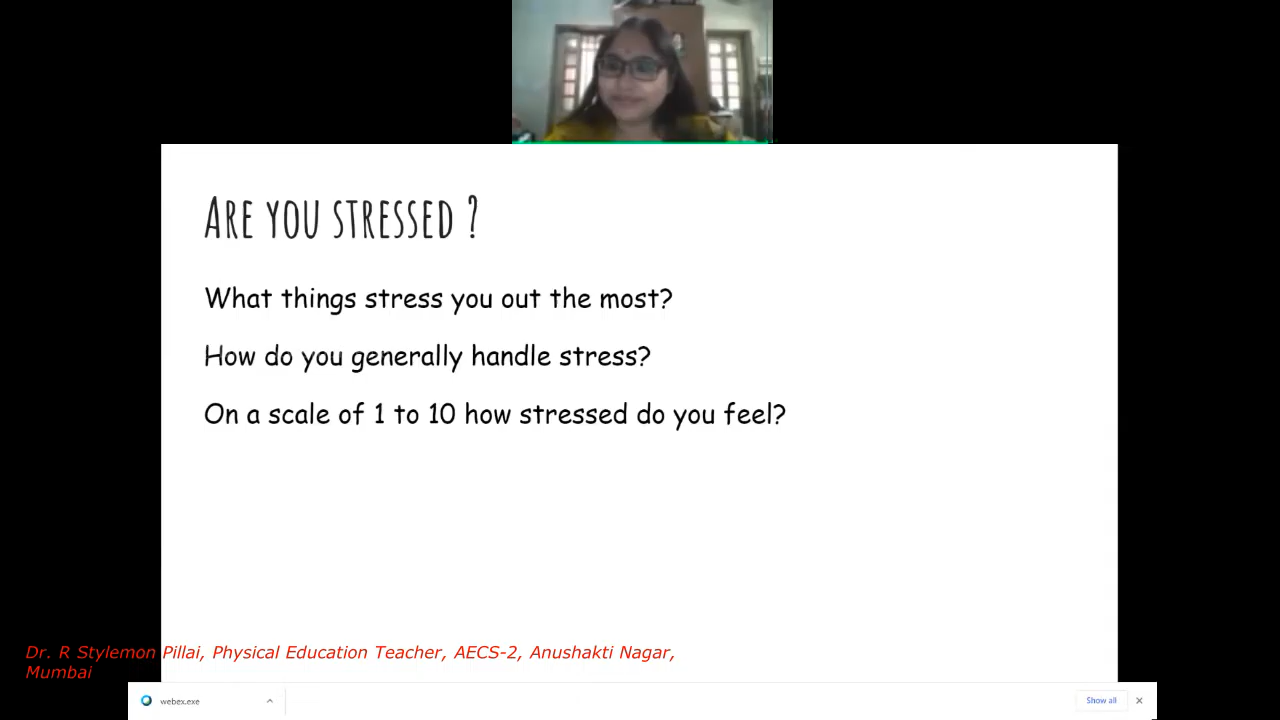 ARE YOU STRESSED ?
What things stress you out the most?
How do you generally handle stress?
On a scale of 1 to 10 how stressed do you feel?
Dr. R Stylemon Pillai, Physical Education Teacher, AECS-2, Anushakti Nagar,
Mumbai
webex.exe
Show all